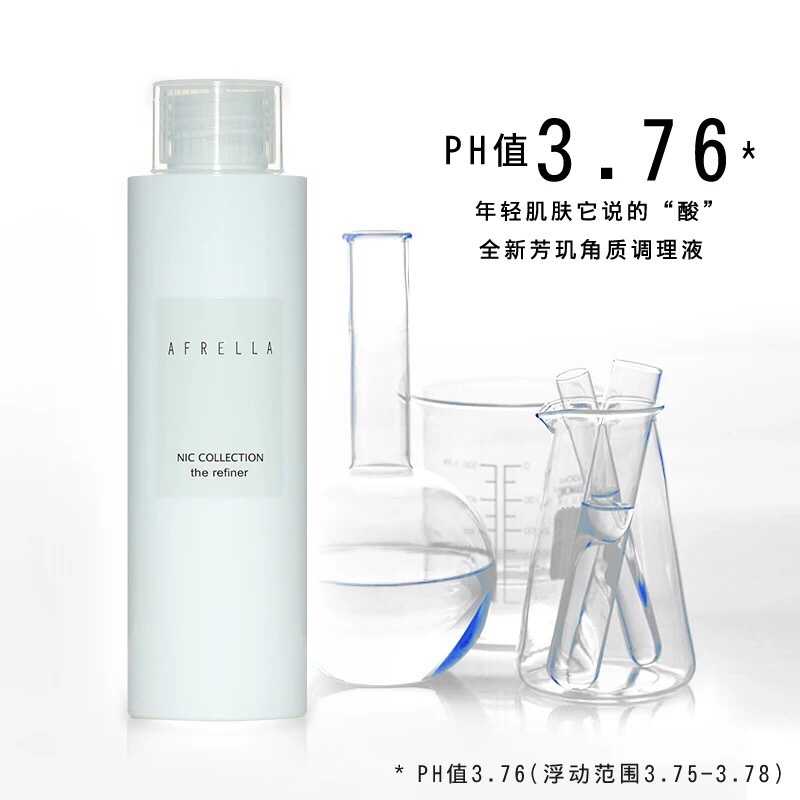 PH值3.76*
年轻肌肤它说的“酸”
全新芳玑角质调理液
AFRELLA
NIC COLLECTION
the refiner
* PH值3.76(浮动范围3.75-3.78)